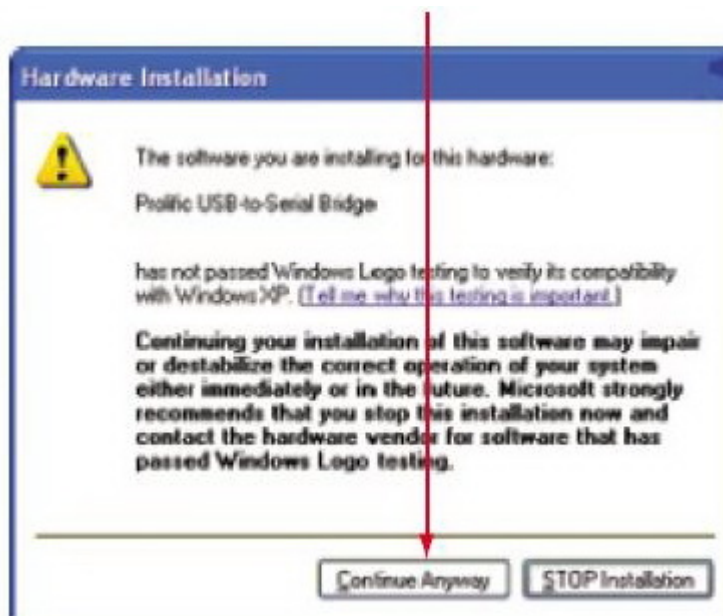 Hardware Installation
The software you are installing for this hardware:
Prolific USB-to-Serial Bridge
has not passed Windows Logo testing to verify its compatibility
with Windows XP. (Tell me why this testing is important.)
Continuing your installation of this software may impair
or destabilize the correct operation of your system
either immediately or in the future. Microsoft strongly
recommends that you stop this installation now and
contact the hardware vendor for software that has
passed Windows Logo testing.
Continue Anyway
STOP Installation